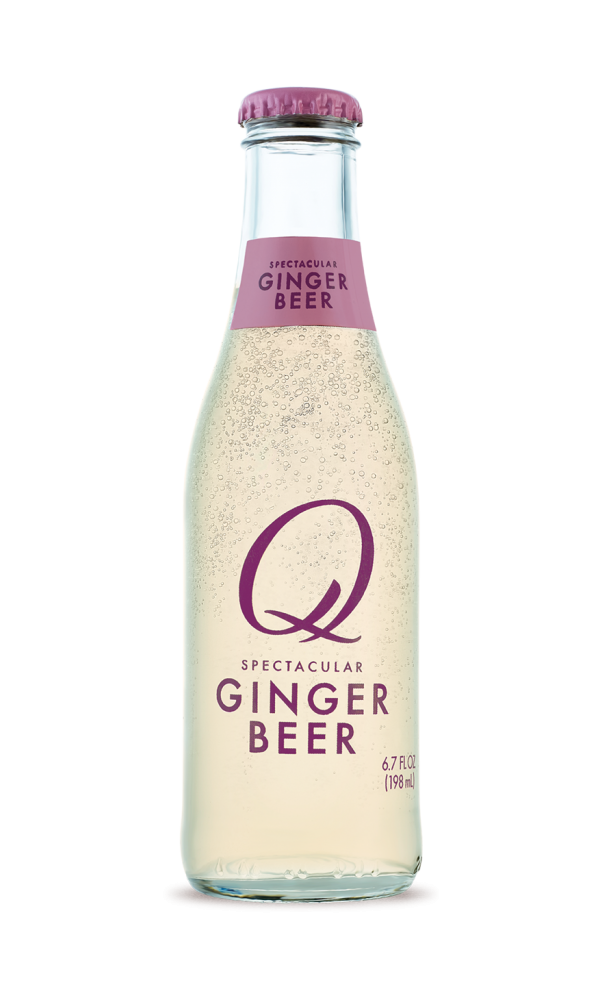 SPECTACULAR
GINGER
BEER
Q
SPECTACULAR
GINGER
BEER
6.7 FL OZ
(198 mL)